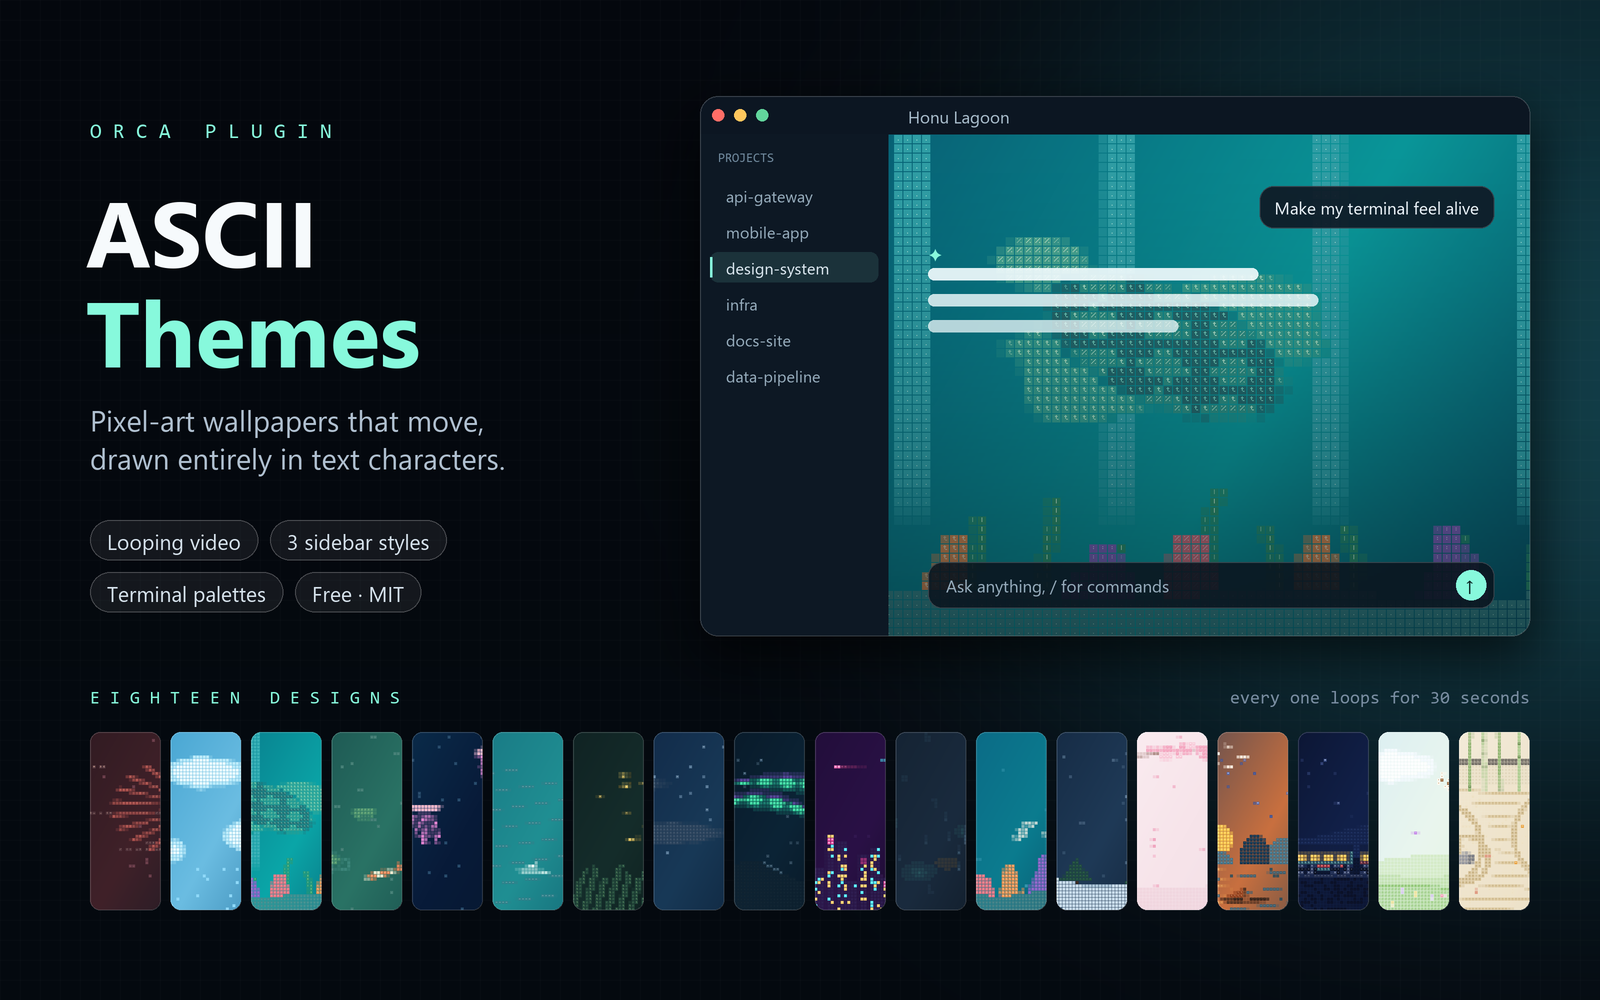 ORCA PLUGIN
ASCII
Themes
Pixel-art wallpapers that move,
drawn entirely in text characters.
Looping video
3 sidebar styles
Terminal palettes
Free · MIT
Honu Lagoon
PROJECTS
api-gateway
mobile-app
design-system
infra
docs-site
data-pipeline
Make my terminal feel alive
Ask anything, / for commands
EIGHTEEN DESIGNS
every one loops for 30 seconds